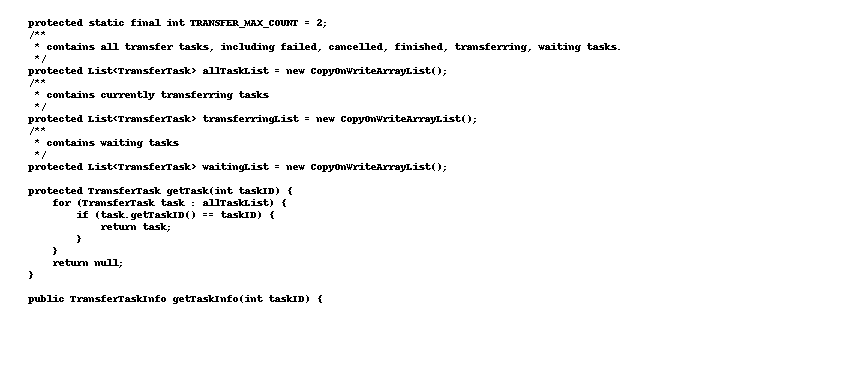 protected static final int TRANSFER_MAX_COUNT = 2;
/**
 * contains all transfer tasks, including failed, cancelled, finished, transferring, waiting tasks.
 */
protected List<TransferTask> allTaskList = new CopyOnWriteArrayList();
/**
 * contains currently transferring tasks
 */
protected List<TransferTask> transferringList = new CopyOnWriteArrayList();
/**
 * contains waiting tasks
 */
protected List<TransferTask> waitingList = new CopyOnWriteArrayList();

protected TransferTask getTask(int taskID) {
    for (TransferTask task : allTaskList) {
        if (task.getTaskID() == taskID) {
            return task;
        }
    }
    return null;
}

public TransferTaskInfo getTaskInfo(int taskID) {